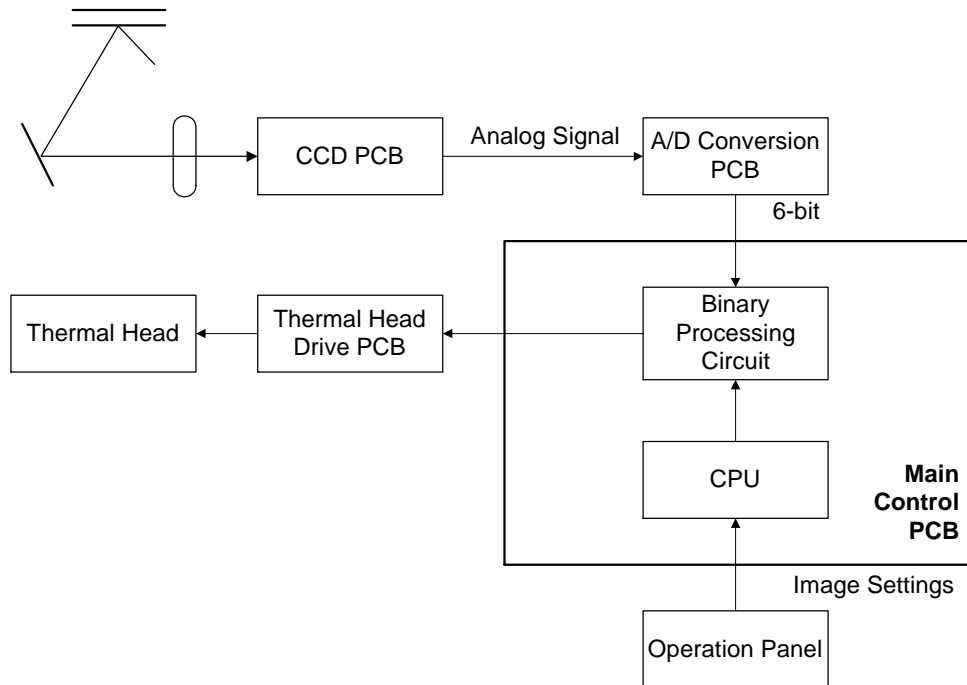 CCD PCB
Analog Signal
A/D Conversion
PCB
6-bit
Thermal Head
Thermal Head
Drive PCB
Binary
Processing
Circuit
CPU
Main
Control
PCB
Image Settings
Operation Panel